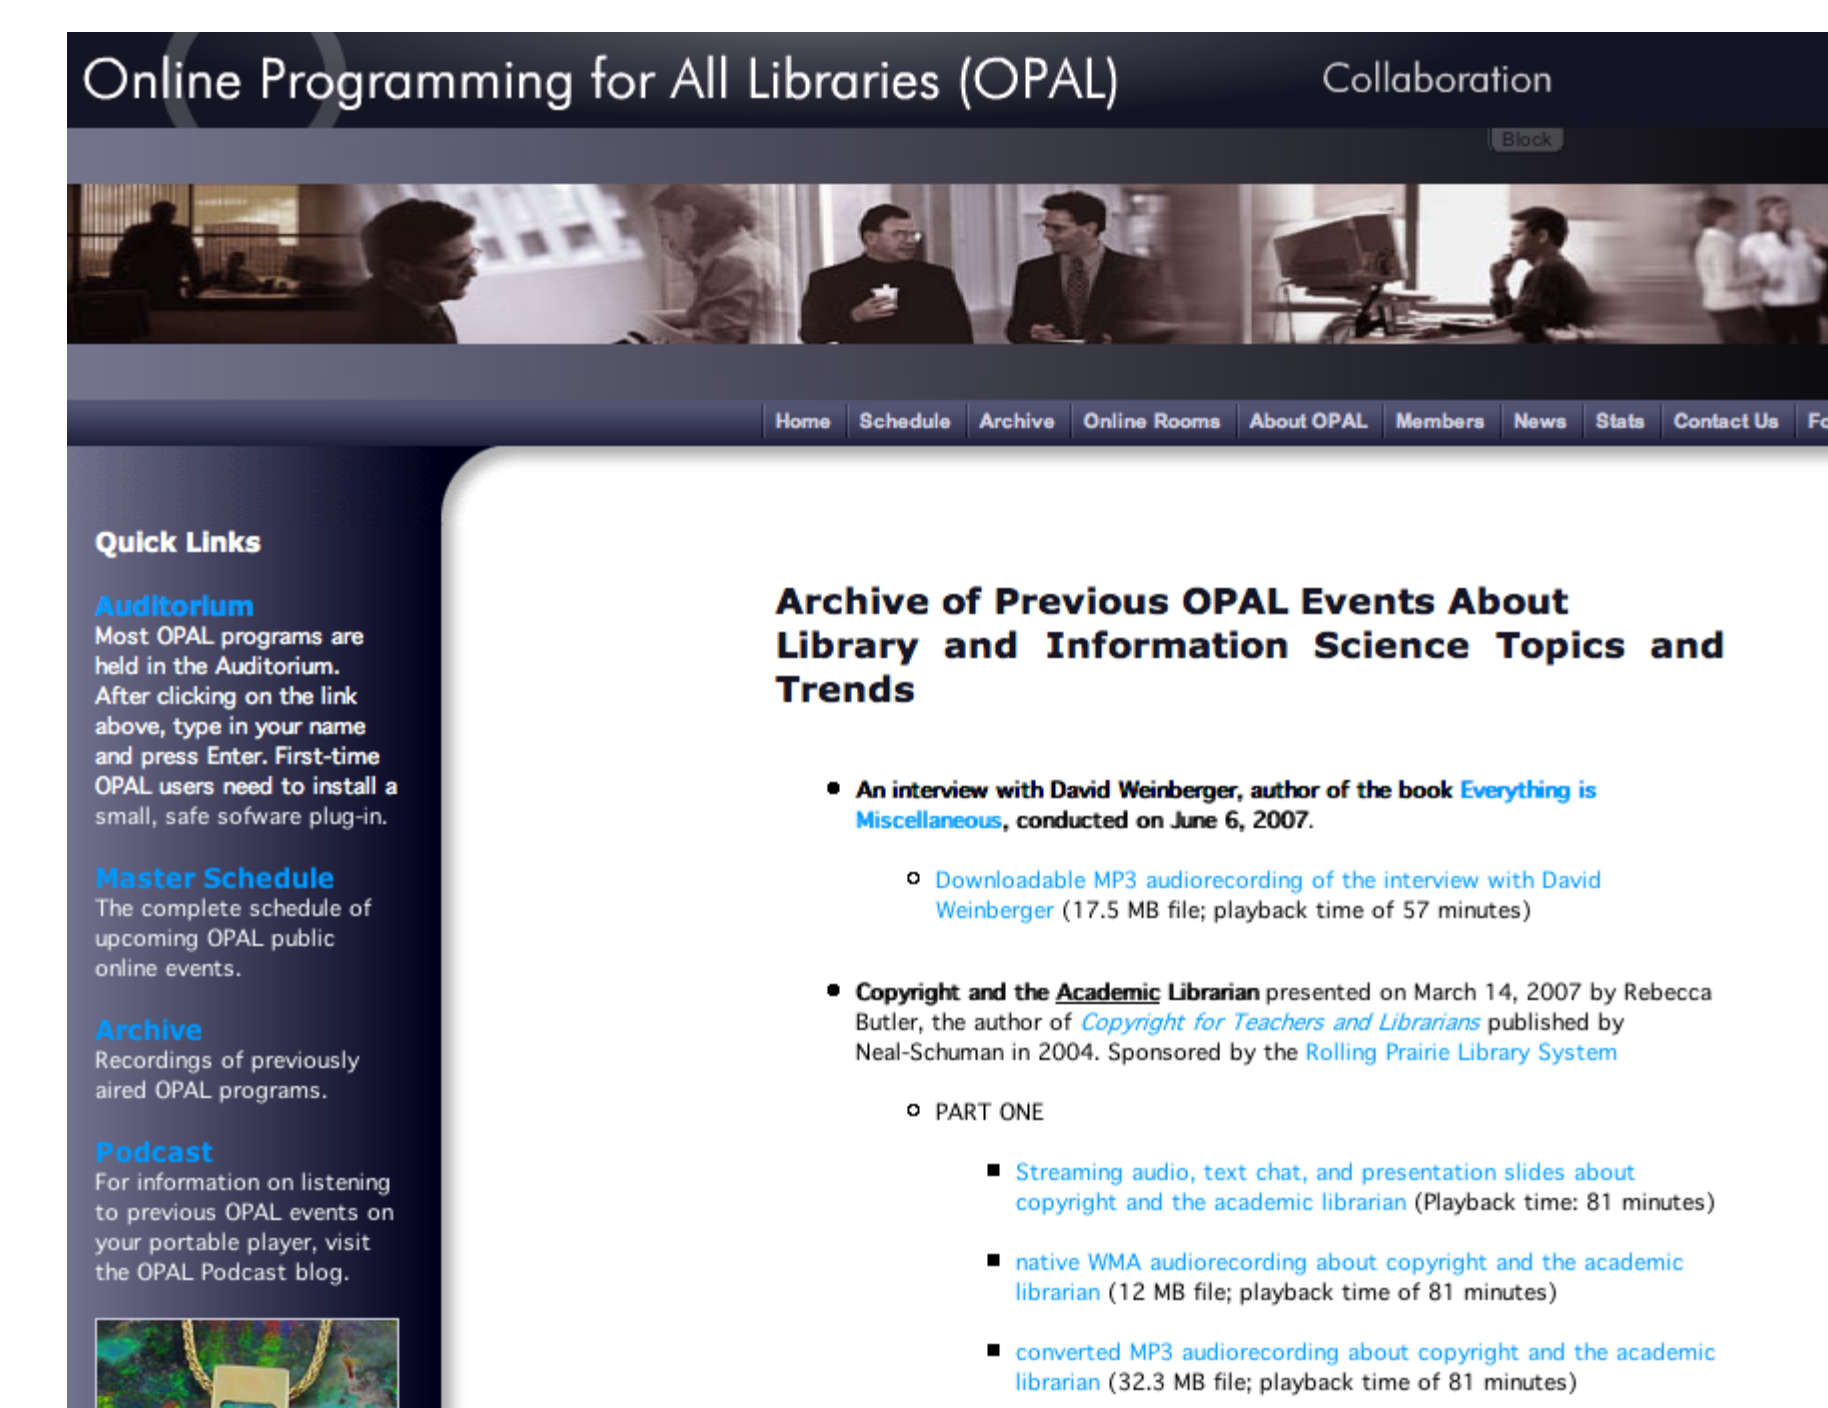 Online Programming for All Libraries (OPAL)
Collaboration
Block
Home Schedule Archive Online Rooms About OPAL Members News Stats Contact Us
Quick Links
Auditorium
Most OPAL programs are
held in the Auditorium.
After clicking on the link
above, type in your name
and press Enter. First-time
OPAL users need to install a
small, safe sofware plug-in.
Master Schedule
The complete schedule of
upcoming OPAL public
online events.
Archive
Recordings of previously
aired OPAL programs.
Podcast
For information on listening
to previous OPAL events on
your portable player, visit
the OPAL Podcast blog.
Archive of Previous OPAL Events About
Library and Information Science Topics and
Trends
An interview with David Weinberger, author of the book Everything is
Miscellaneous, conducted on June 6, 2007.
Downloadable MP3 audiorecording of the interview with David
Weinberger (17.5 MB file; playback time of 57 minutes)
Copyright and the Academic Librarian presented on March 14, 2007 by Rebecca
Butler, the author of Copyright for Teachers and Librarians published by
Neal-Schuman in 2004. Sponsored by the Rolling Prairie Library System
PART ONE
Streaming audio, text chat, and presentation slides about
copyright and the academic librarian (Playback time: 81 minutes)
native WMA audiorecording about copyright and the academic
librarian (12 MB file; playback time of 81 minutes)
converted MP3 audiorecording about copyright and the academic
librarian (32.3 MB file; playback time of 81 minutes)